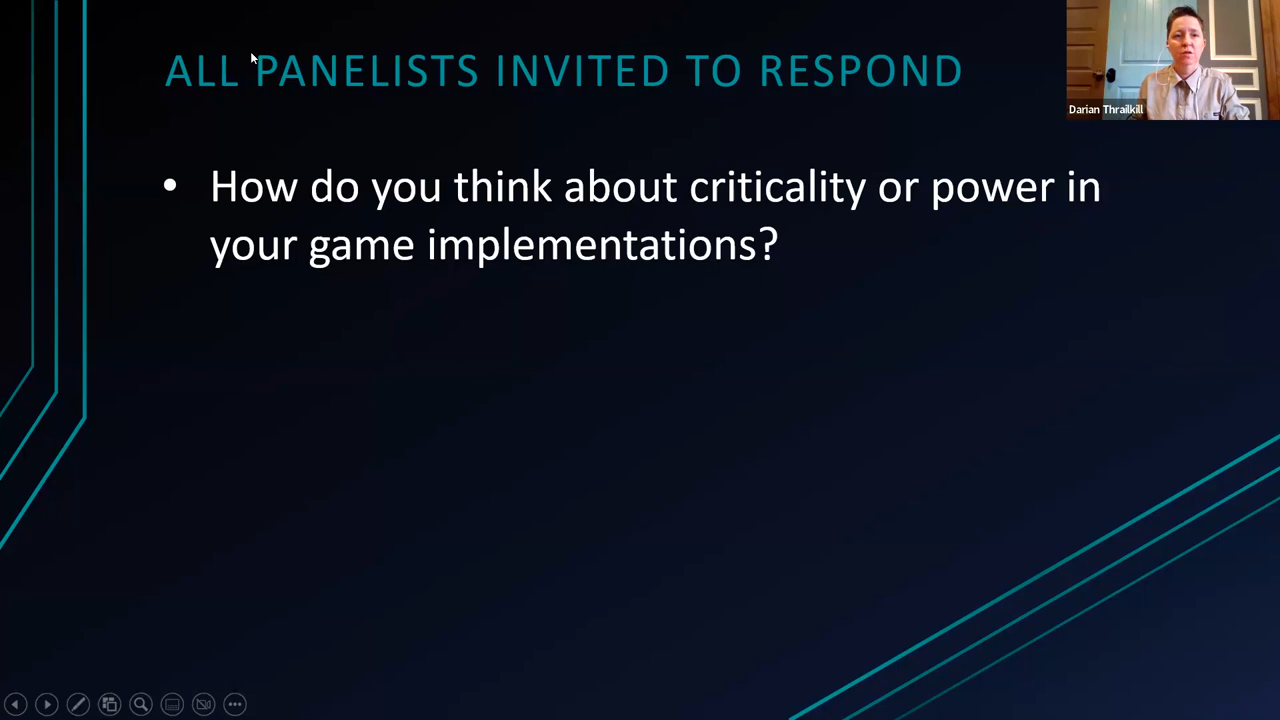 ALL PANELISTS INVITED TO RESPOND
Darian Thrailkill
• How do you think about criticality or power in
your game implementations?